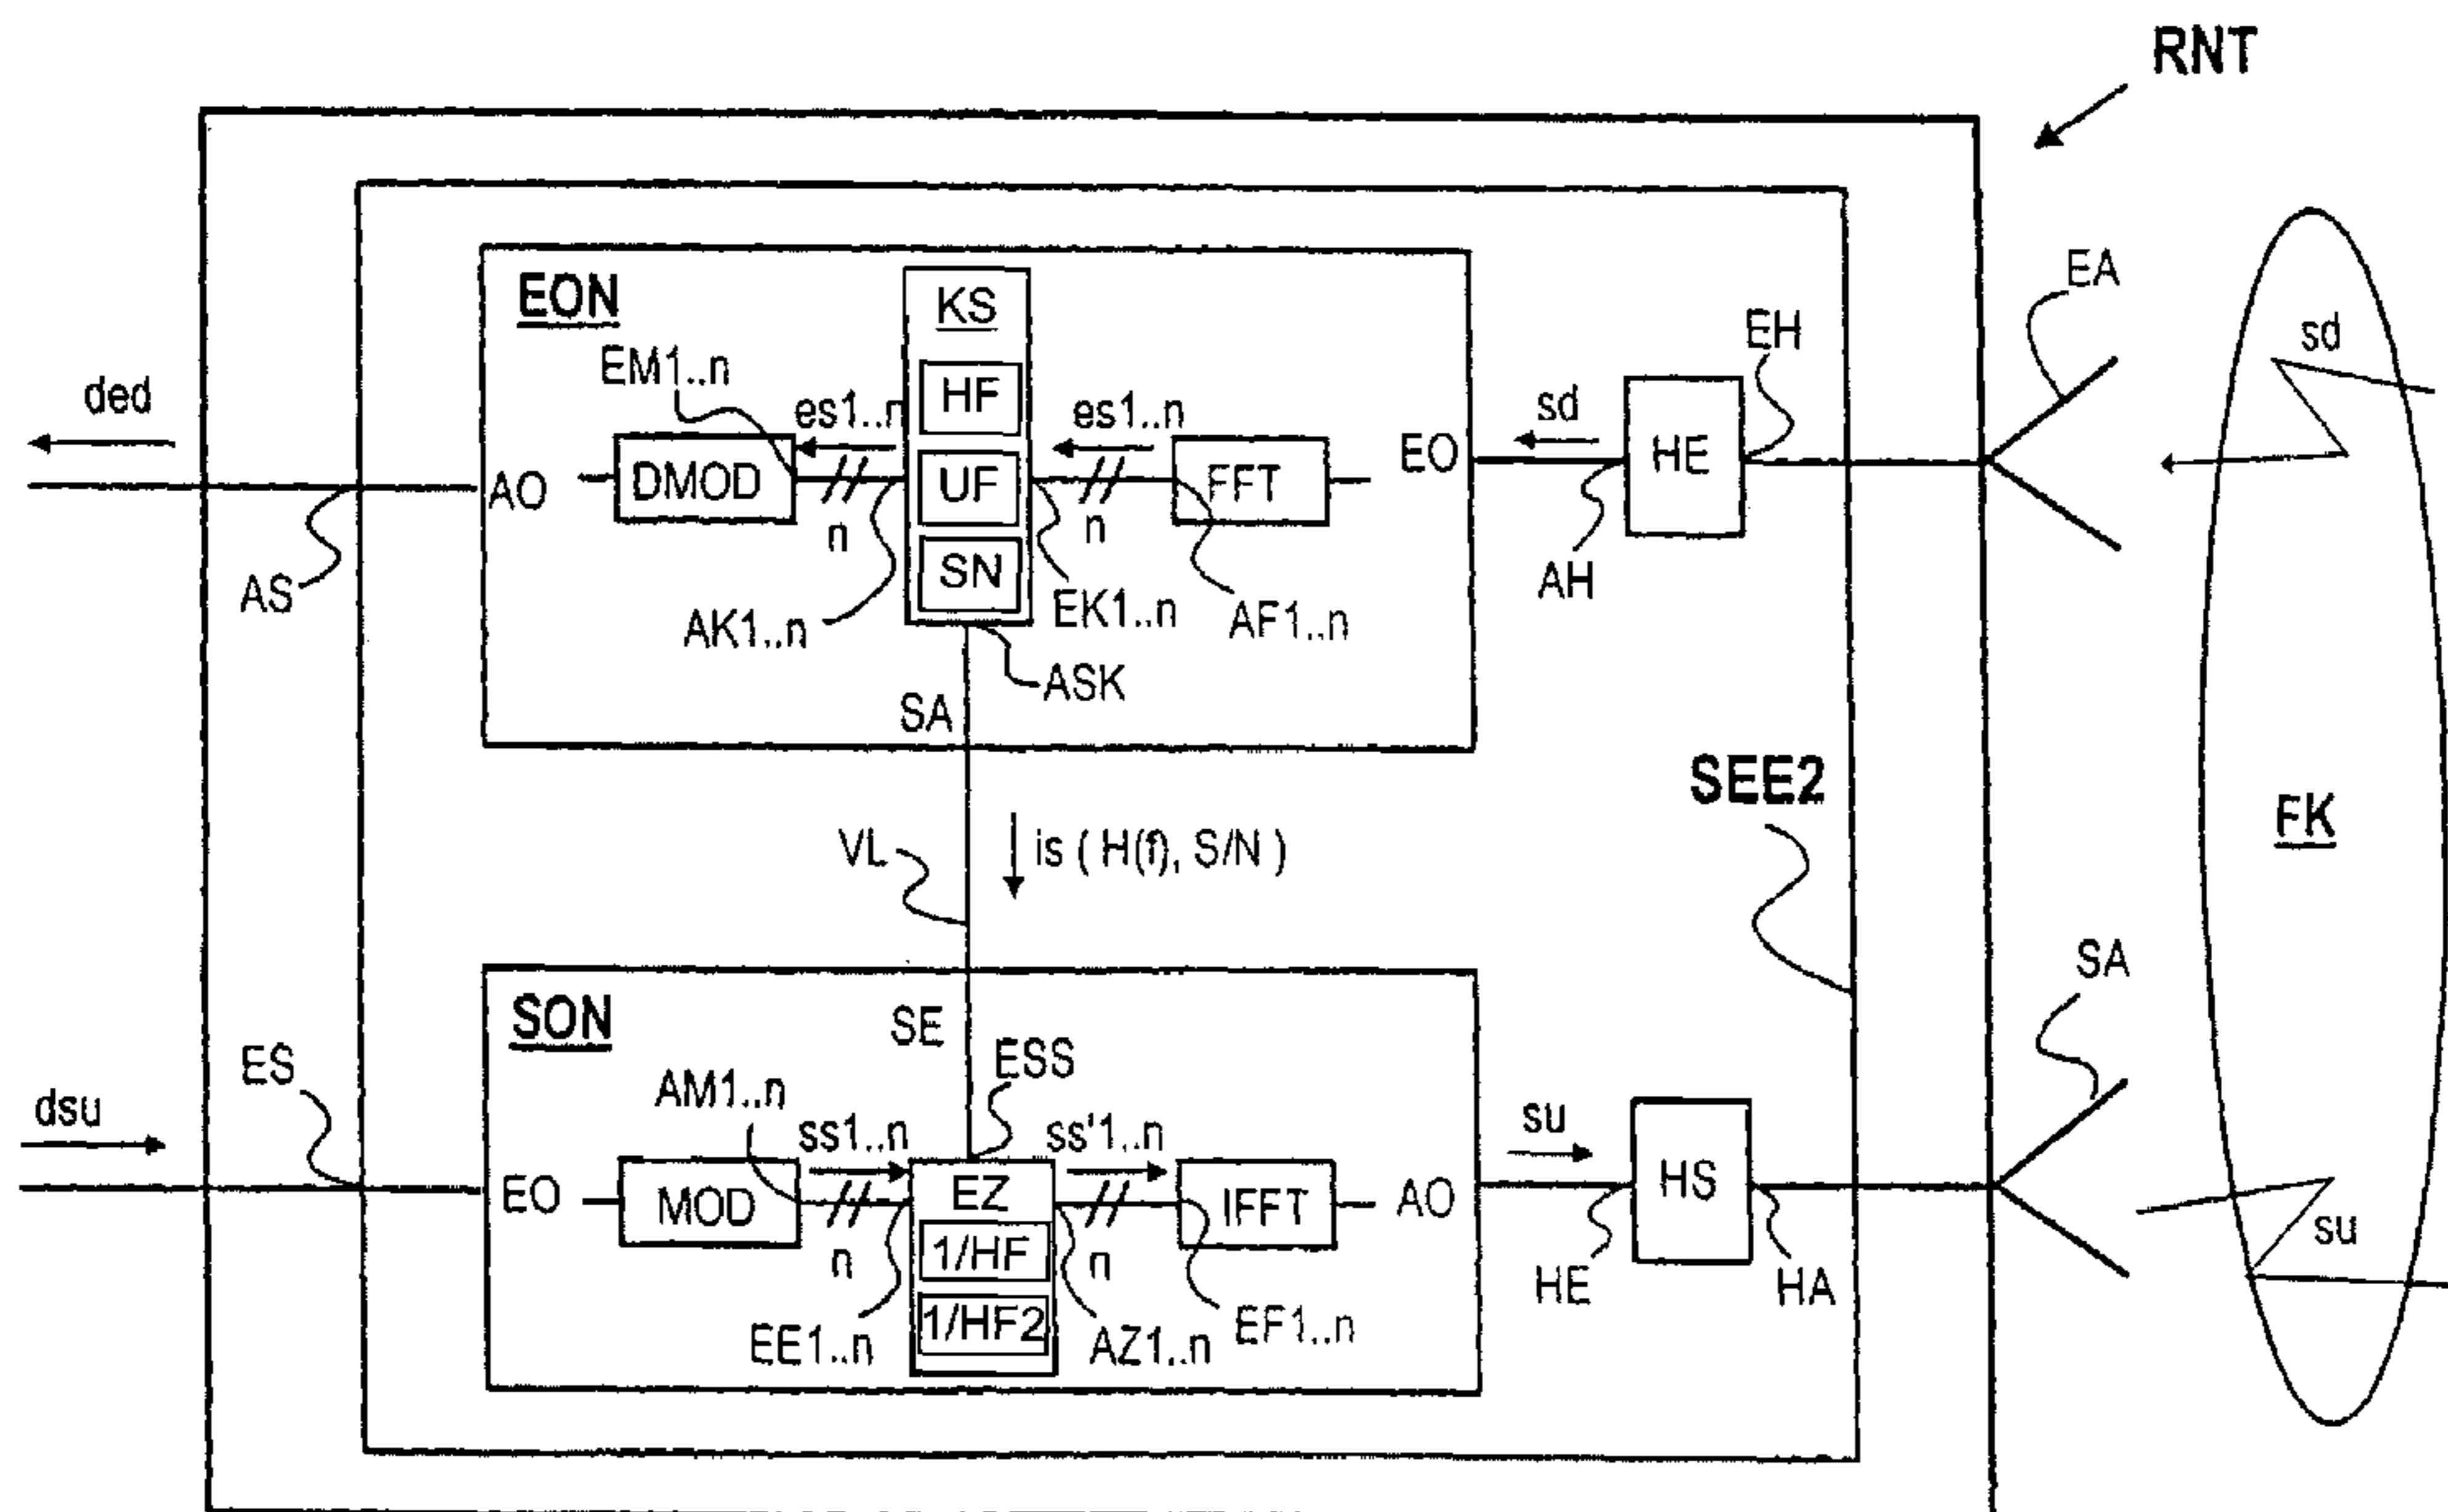 RNT
EON
KS
EA
sd
EH
EM1..n
HF
ded
es1..n
es1..n
sd
AO
DMOD
UF
FFT
EO
HE
n
n
SN
AS
AH
AK1..n
EK1..n
AF1..n
ASK
SA
SEE2
FK
VL
is ( H(f), S/N )
SA
SON
SE
ES
ESS
AM1..n
dsu
ss1..n
ss'1..n
su
EO
MOD
EZ
IFFT
AO
HS
su
n
1/HF
n
HE
HA
EE1..n
1/HF2
AZ1..n
EF1..n